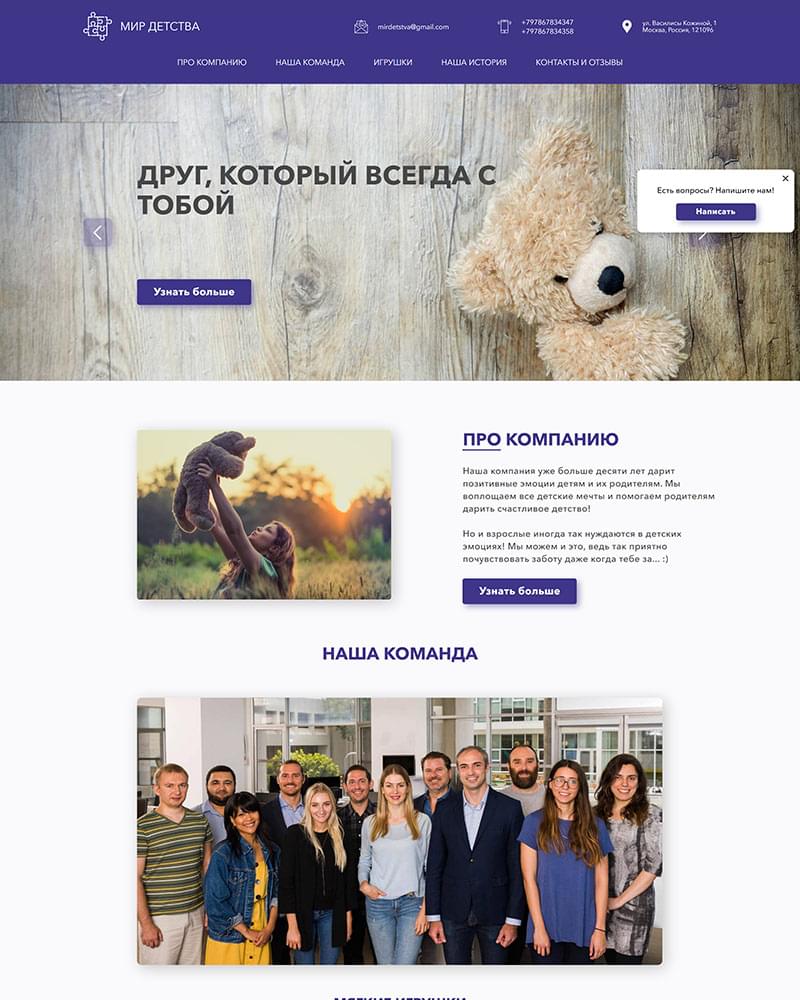 МИР ДЕТСТВА
mirdetstva@gmail.com
+797867834347
+797867834358
ул. Василисы Кожиной, 1
Москва, Россия, 121096
ПРО КОМПАНИЮ НАША КОМАНДА ИГРУШКИ НАША ИСТОРИЯ КОНТАКТЫ И ОТЗЫВЫ
ДРУГ, КОТОРЫЙ ВСЕГДА С
ТОБОЙ
Узнать больше
Есть вопросы? Напишите нам!
Написать
ПРО КОМПАНИЮ
Наша компания уже больше десяти лет дарит
позитивные эмоции детям и их родителям. Мы
воплощаем все детские мечты и помогаем родителям
дарить счастливое детство!
Но и взрослые иногда так нуждаются в детских
эмоциях! Мы можем и это, ведь так приятно
почувствовать заботу даже когда тебе за... :)
Узнать больше
НАША КОМАНДА
МЯГКИЕ ИГРУШКИ